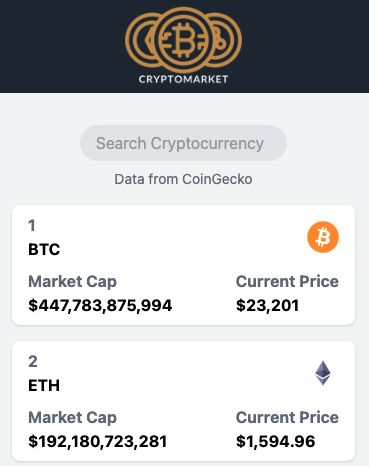 CRYPTOMARKET
Search Cryptocurrency
Data from CoinGecko
1
BTC
Market Cap Current Price
$447,783,875,994 $23,201
2
ETH
Market Cap Current Price
$192,180,723,281 $1,594.96